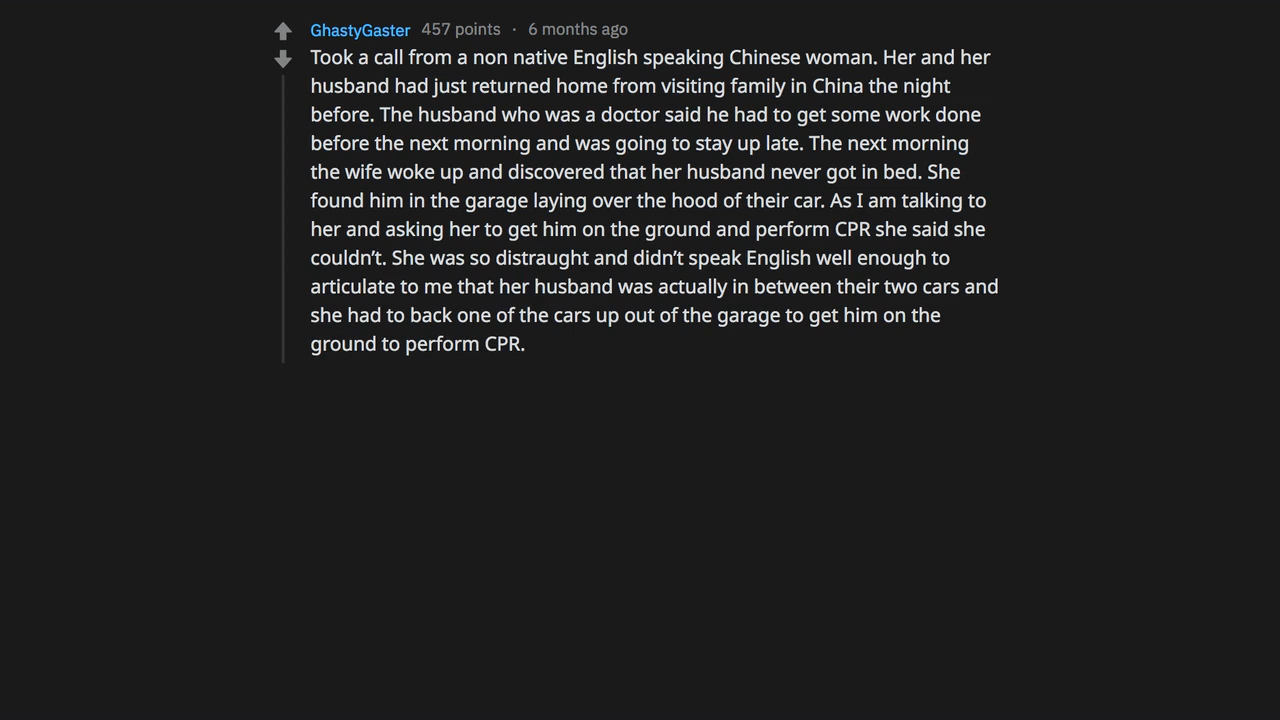 GhastyGaster 457 points · 6 months ago
Took a call from a non native English speaking Chinese woman. Her and her
husband had just returned home from visiting family in China the night
before. The husband who was a doctor said he had to get some work done
before the next morning and was going to stay up late. The next morning
the wife woke up and discovered that her husband never got in bed. She
found him in the garage laying over the hood of their car. As I am talking to
her and asking her to get him on the ground and perform CPR she said she
couldn’t. She was so distraught and didn’t speak English well enough to
articulate to me that her husband was actually in between their two cars and
she had to back one of the cars up out of the garage to get him on the
ground to perform CPR.